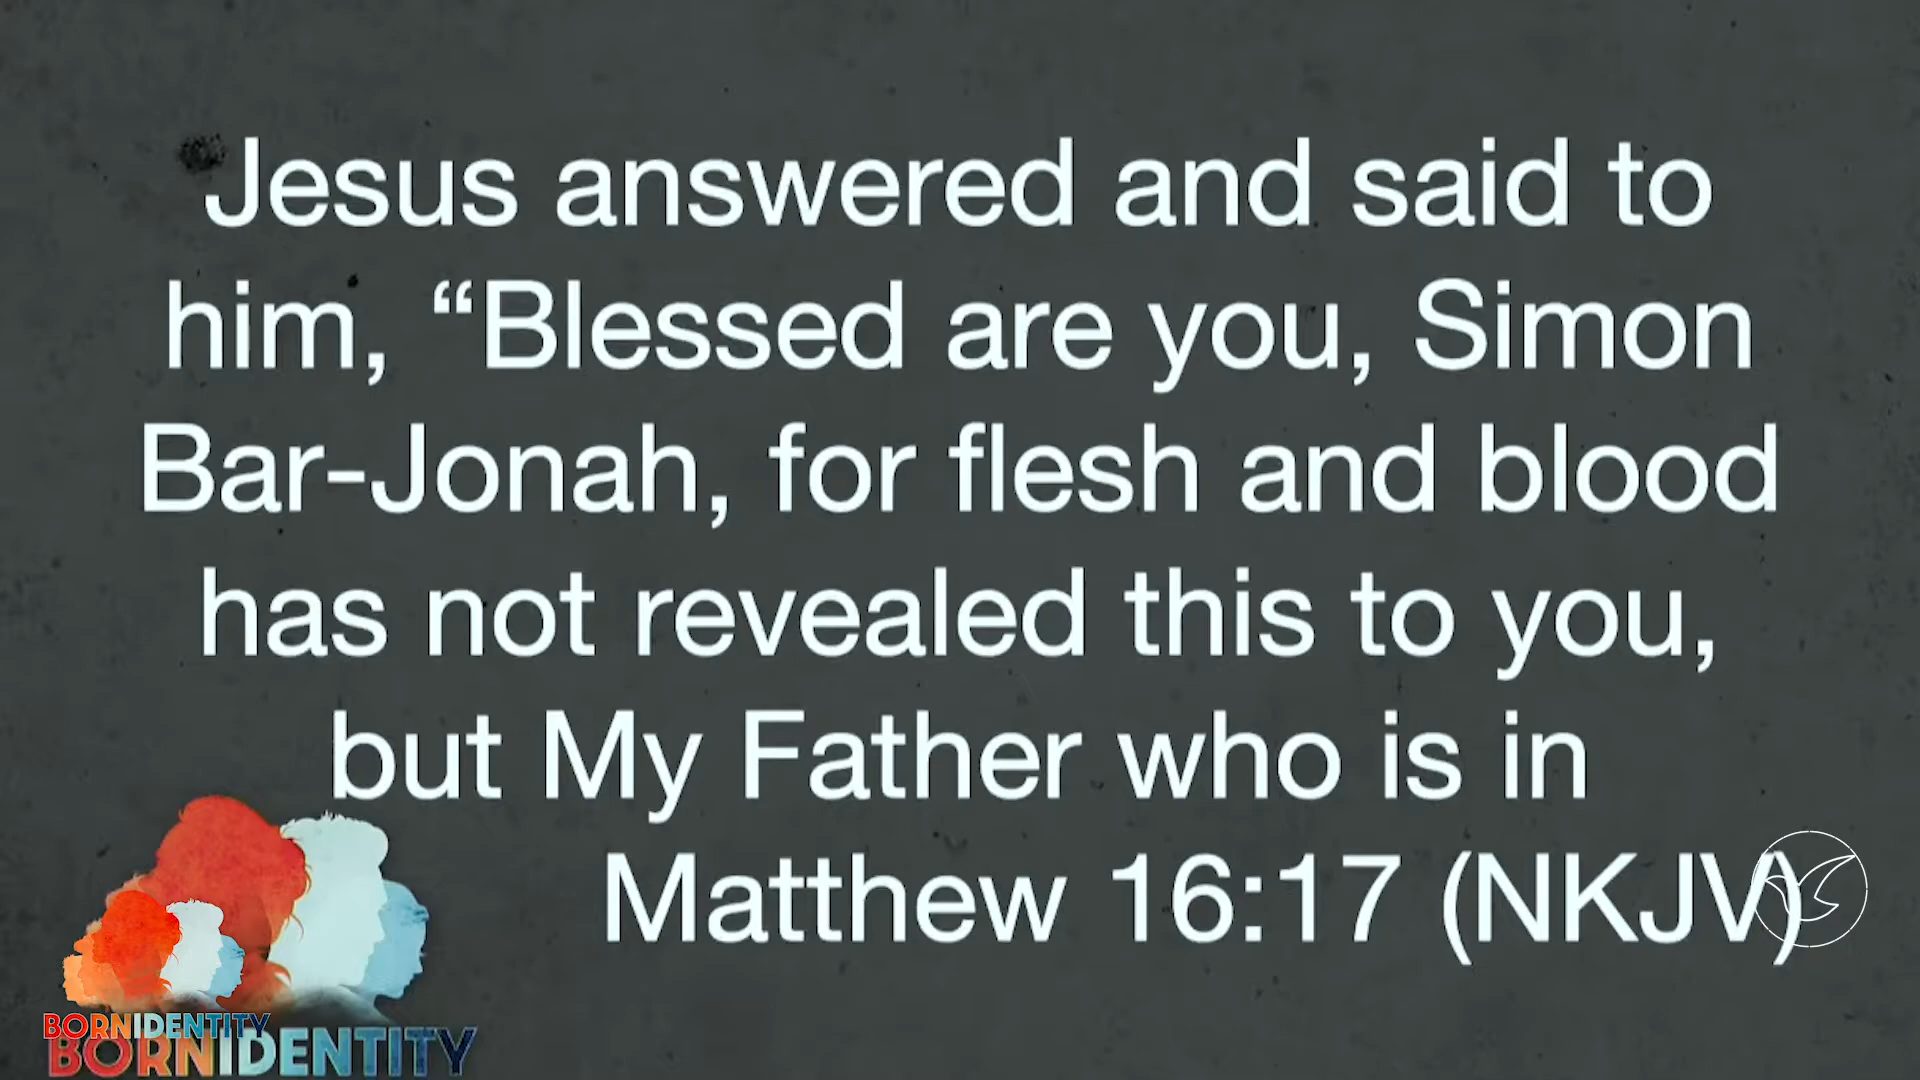 Jesus answered and said to
him, “Blessed are you, Simon
Bar-Jonah, for flesh and blood
has not revealed this to you,
but My Father who is in
Matthew 16:17 (NKJV)
BORNIDENTITY
BORNIDENTITY